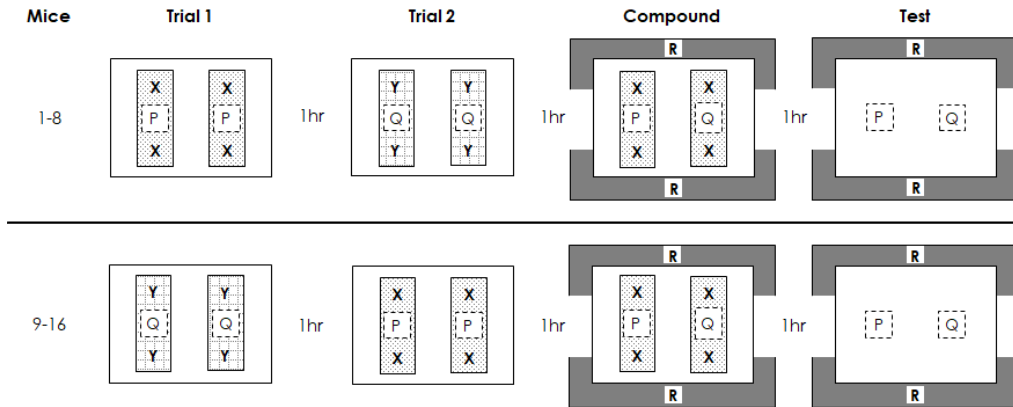 Mice Trial 1 Trial 2 Compound Test
R R
X X Y Y X X
1-8 P P 1hr Q Q 1hr P Q 1hr P Q
X X Y Y X X
R R
R R
Y Y X X X X
9-16 Q Q 1hr P P 1hr P Q 1hr P Q
Y Y X X X X
R R